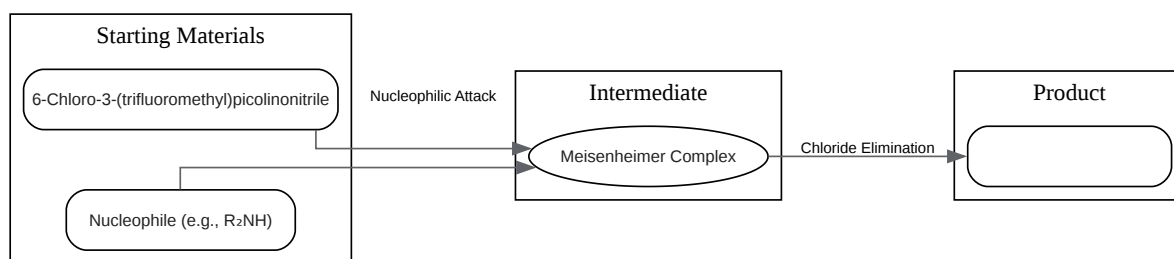 Starting Materials
6-Chloro-3-(trifluoromethyl)picolinonitrile
Nucleophile (e.g., R₂NH)
Nucleophilic Attack
Intermediate
Meisenheimer Complex
Chloride Elimination
Product